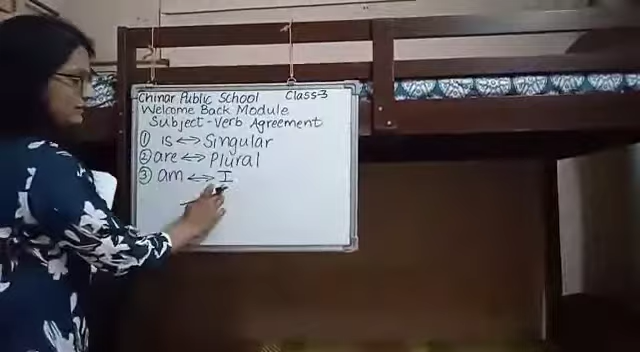 Chinar Public School Class-3
Welcome Back Module
Subject-Verb Agreement
① is ↔ Singular
② are ↔ Plural
③ am ↔ I